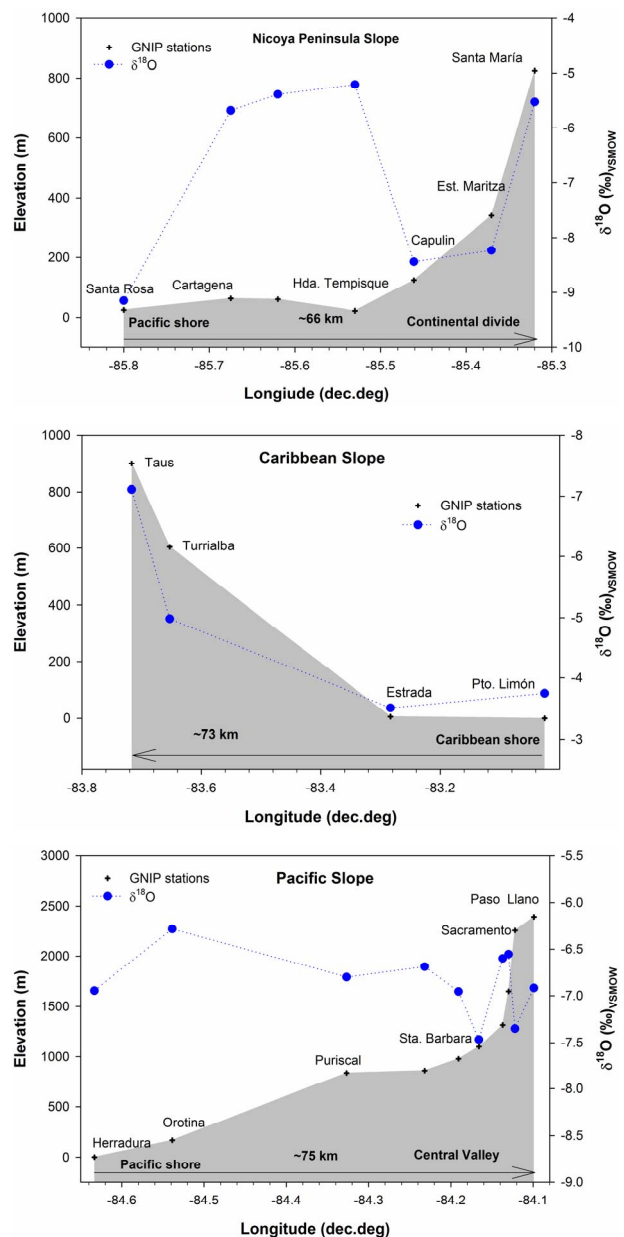 Nicoya Peninsula Slope
GNIP stations
δ18O
1000
800
600
400
200
0
Elevation (m)
-4
-5
-6
-7
-8
-9
-10
δ18O (‰)VSMOW
Santa María
Est. Maritza
Capulin
Santa Rosa
Cartagena
Hda. Tempisque
Pacific shore
~66 km
Continental divide
-85.8
-85.7
-85.6
-85.5
-85.4
-85.3
Longiude (dec.deg)
Caribbean Slope
GNIP stations
δ18O
1000
800
600
400
200
0
Elevation (m)
-8
-7
-6
-5
-4
-3
δ18O (‰)VSMOW
Taus
Turrialba
Estrada
Pto. Limón
~73 km
Caribbean shore
-83.8
-83.6
-83.4
-83.2
Longitude (dec.deg)
Pacific Slope
GNIP stations
δ18O
3000
2500
2000
1500
1000
500
0
Elevation (m)
-5.5
-6.0
-6.5
-7.0
-7.5
-8.0
-8.5
-9.0
δ18O (‰)VSMOW
Paso Llano
Sacramento
Sta. Barbara
Puriscal
Orotina
Herradura
Pacific shore
~75 km
Central Valley
-84.6
-84.5
-84.4
-84.3
-84.2
-84.1
Longitude (dec.deg)